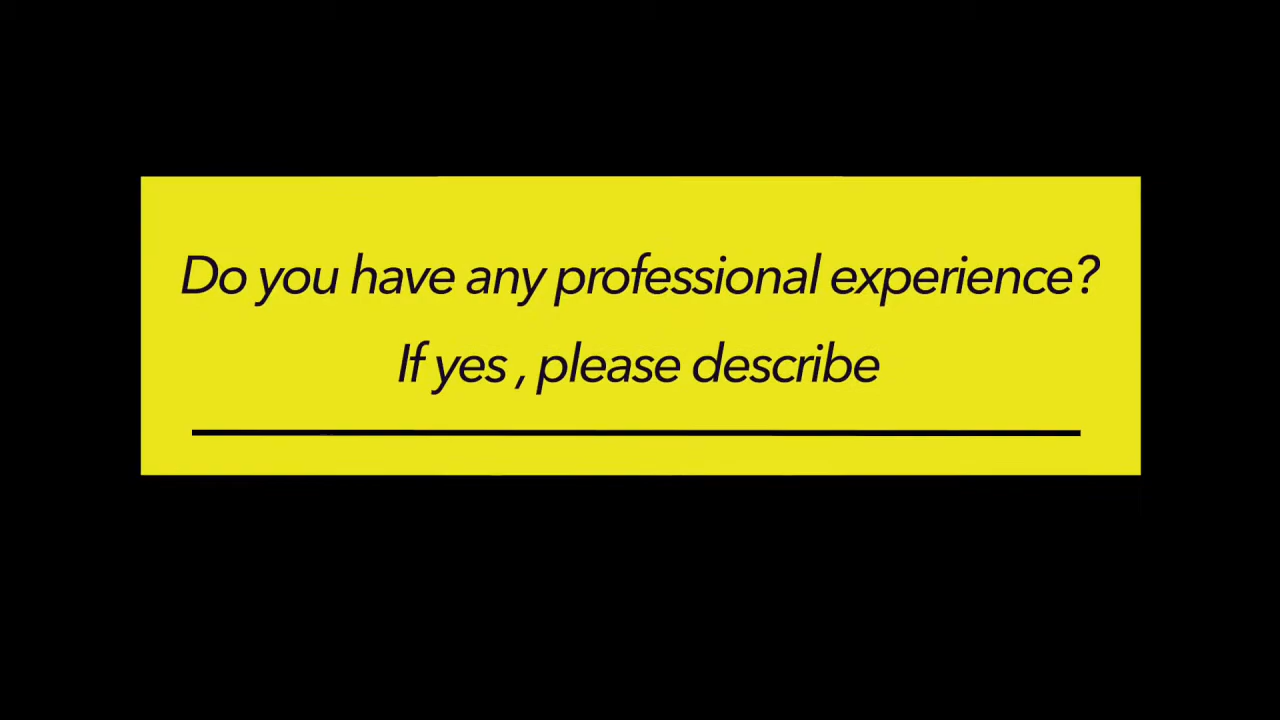 Do you have any professional experience?
If yes , please describe